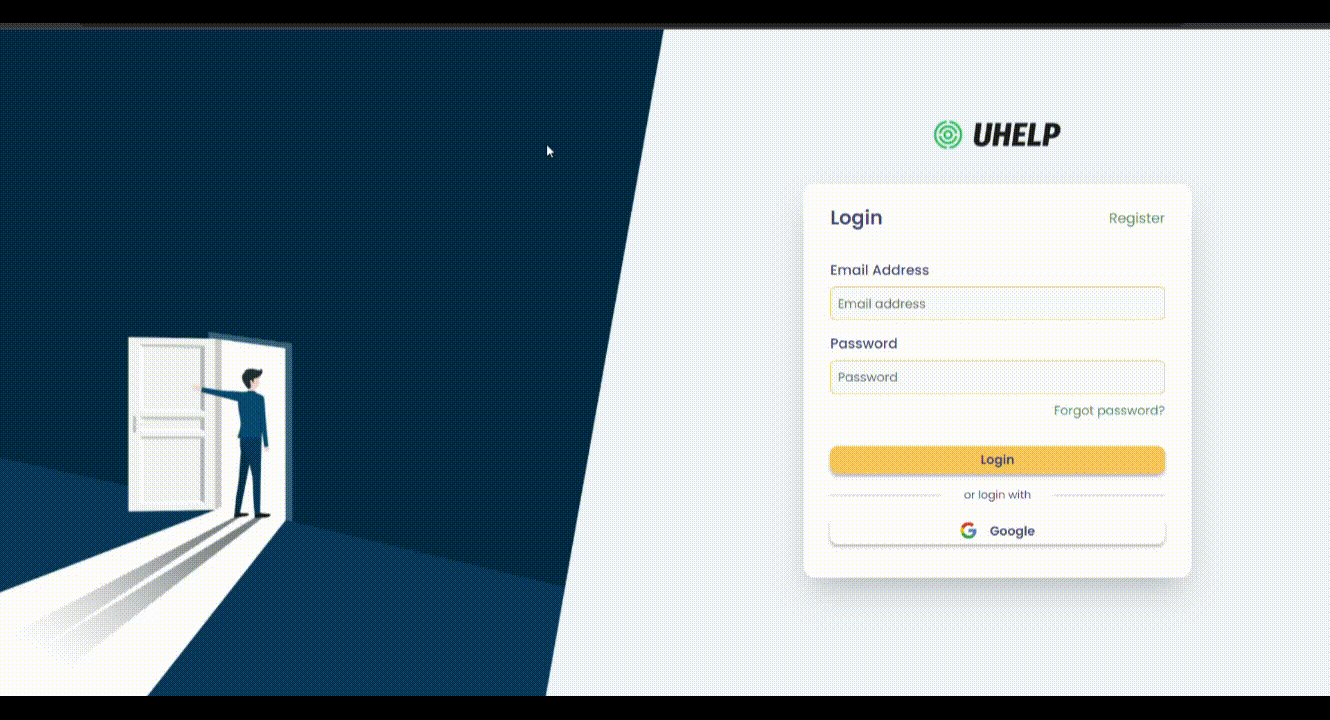 UHELP
Login
Register
Email Address
Email address
Password
Password
Forgot password?
Login
or login with
Google